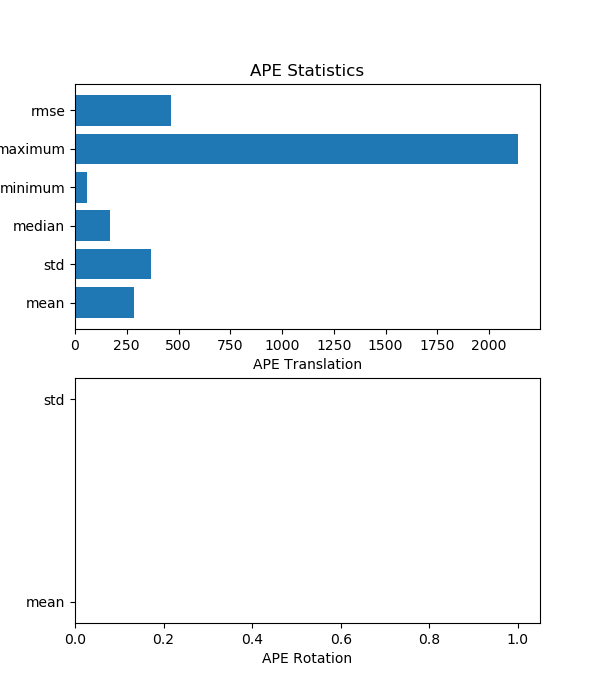 APE Statistics
rmse
maximum
minimum
median
std
mean
0 250 500 750 1000 1250 1500 1750 2000
APE Translation
std
mean
0.0 0.2 0.4 0.6 0.8 1.0
APE Rotation